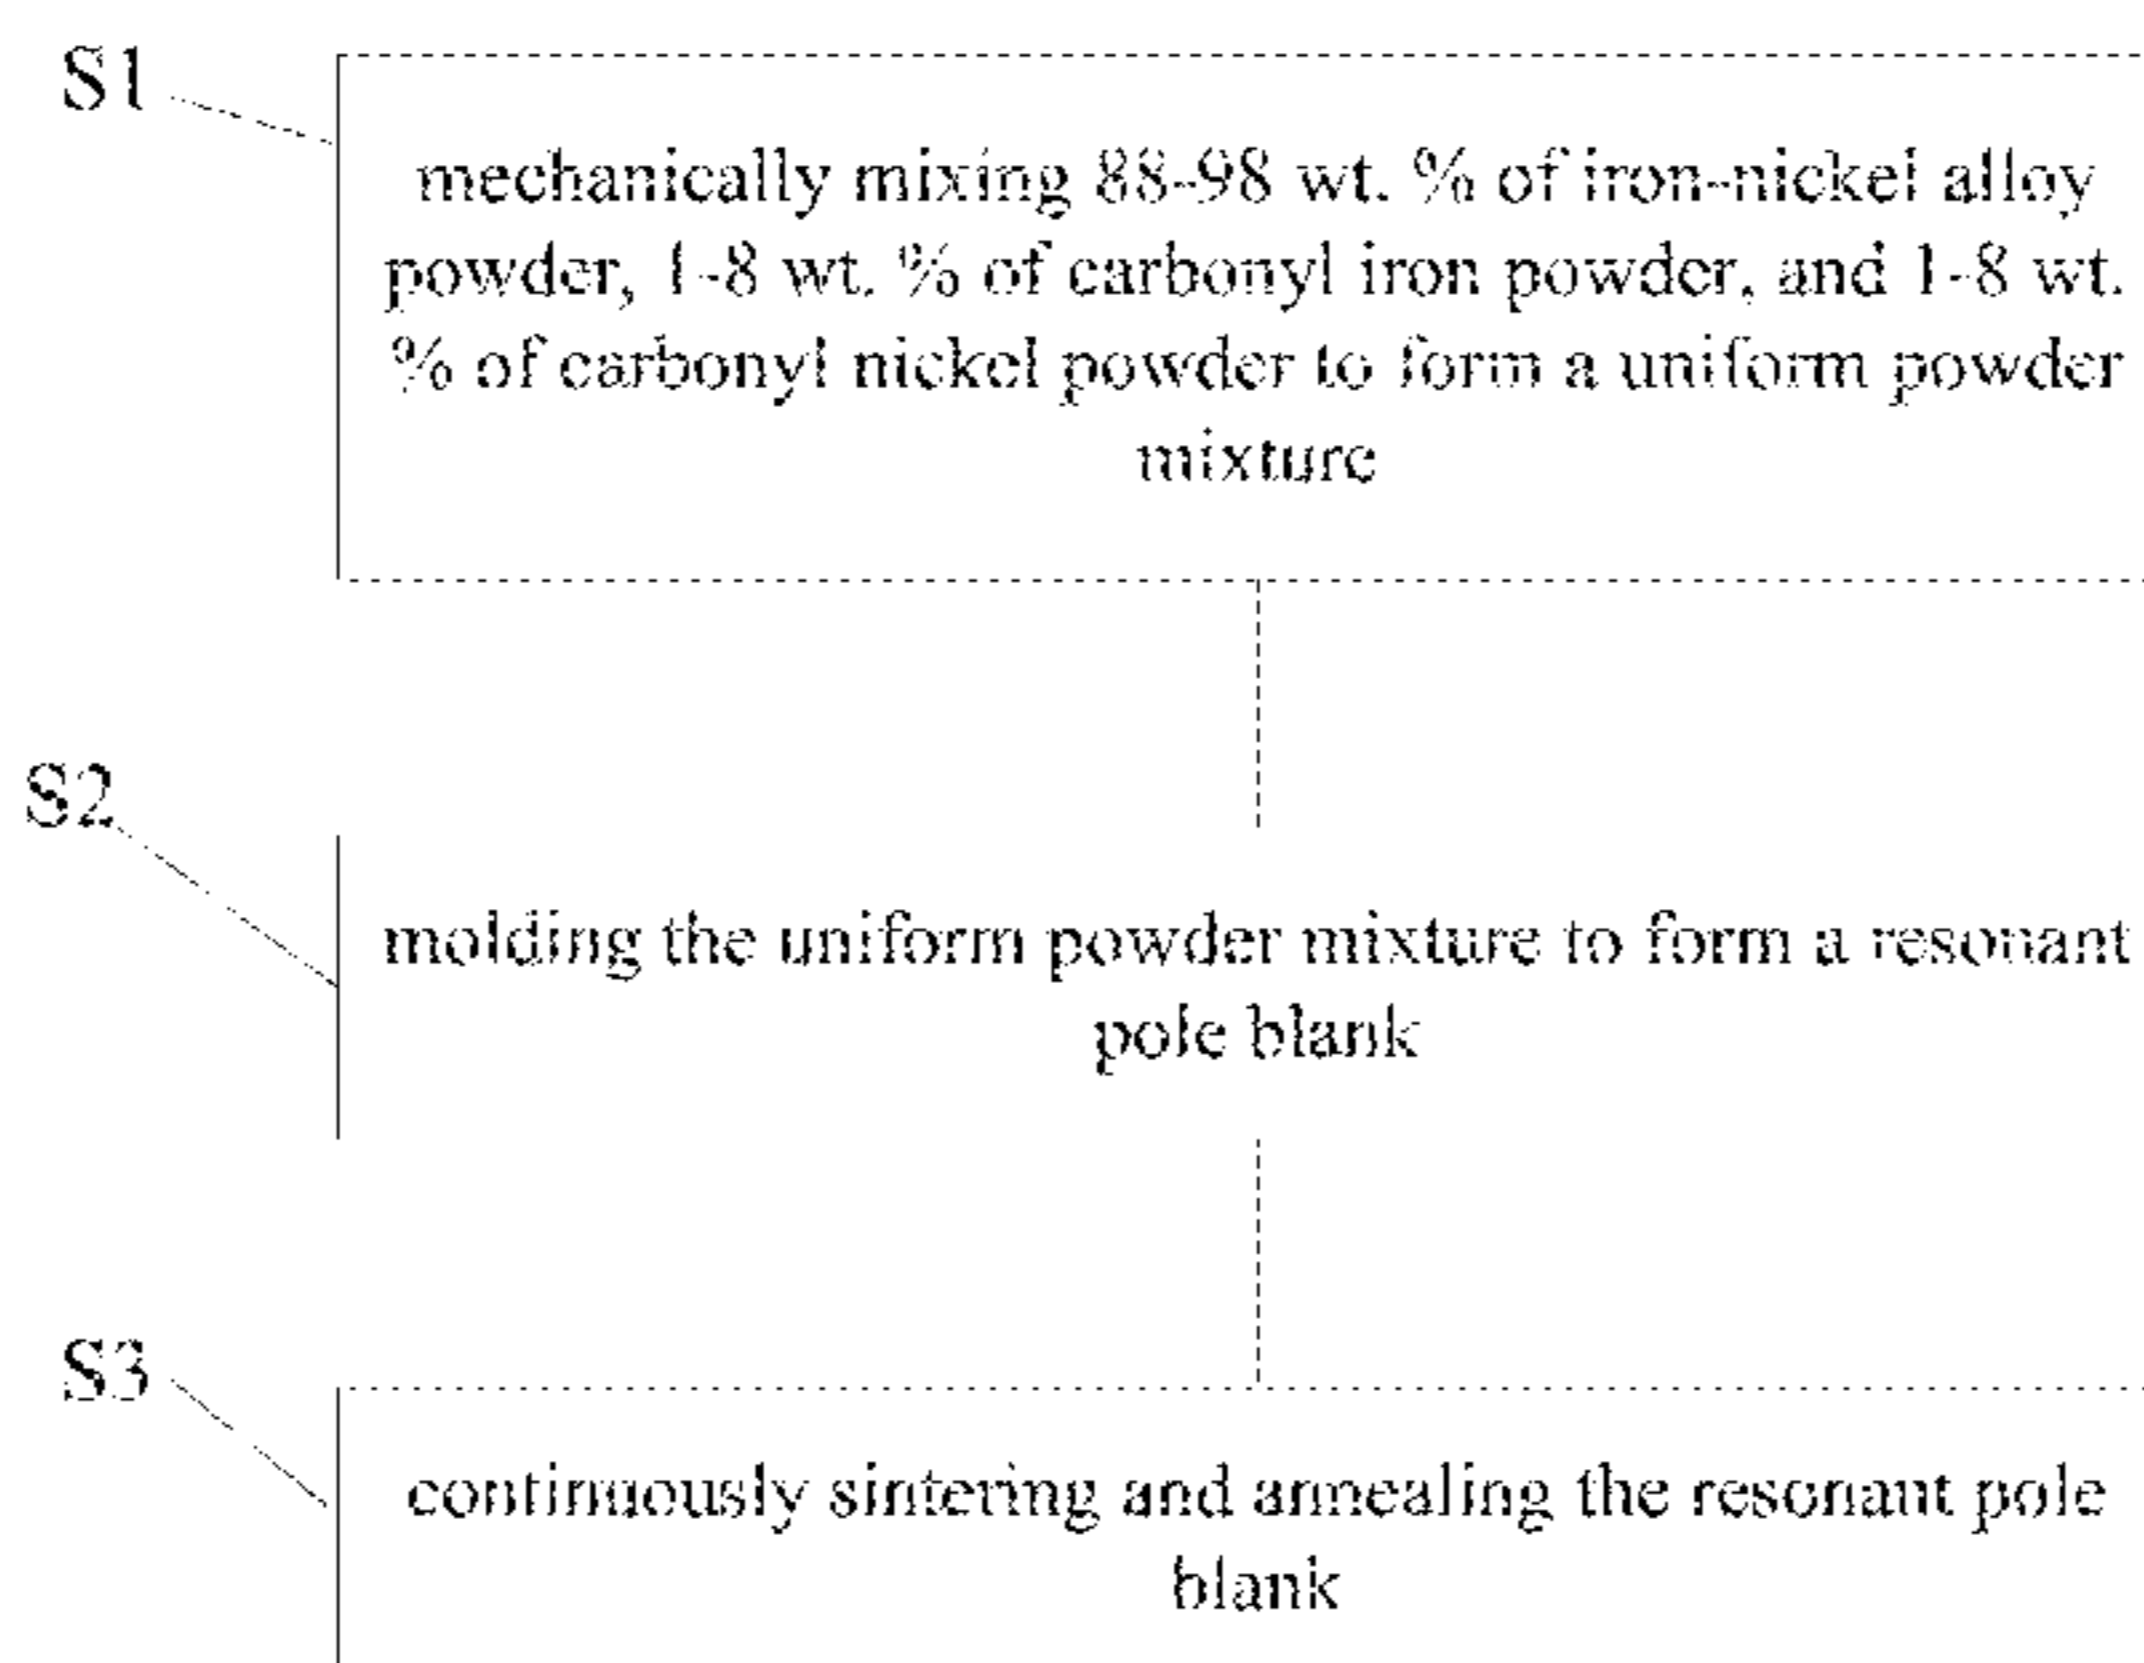 S1
mechanically mixing 88-98 wt. % of iron-nickel alloy
powder, 1-8 wt. % of carbonyl iron powder, and 1-8 wt.
% of carbonyl nickel powder to form a uniform powder
mixture
S2
molding the uniform powder mixture to form a resonant
pole blank
S3
continuously sintering and annealing the resonant pole
blank